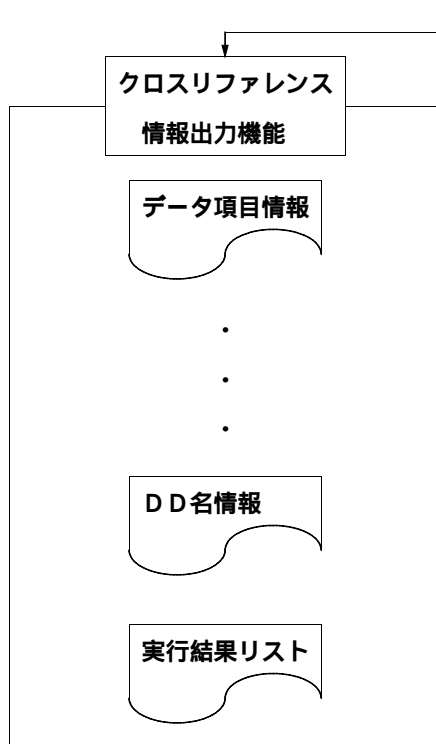 クロスリファレンス
情報出力機能
データ項目情報
・
・
・
ＤＤ名情報
実行結果リスト